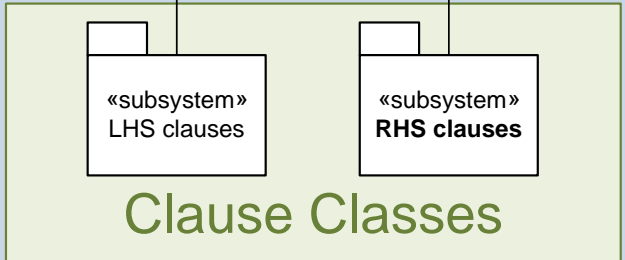 «subsystem»
LHS clauses
«subsystem»
RHS clauses
Clause Classes